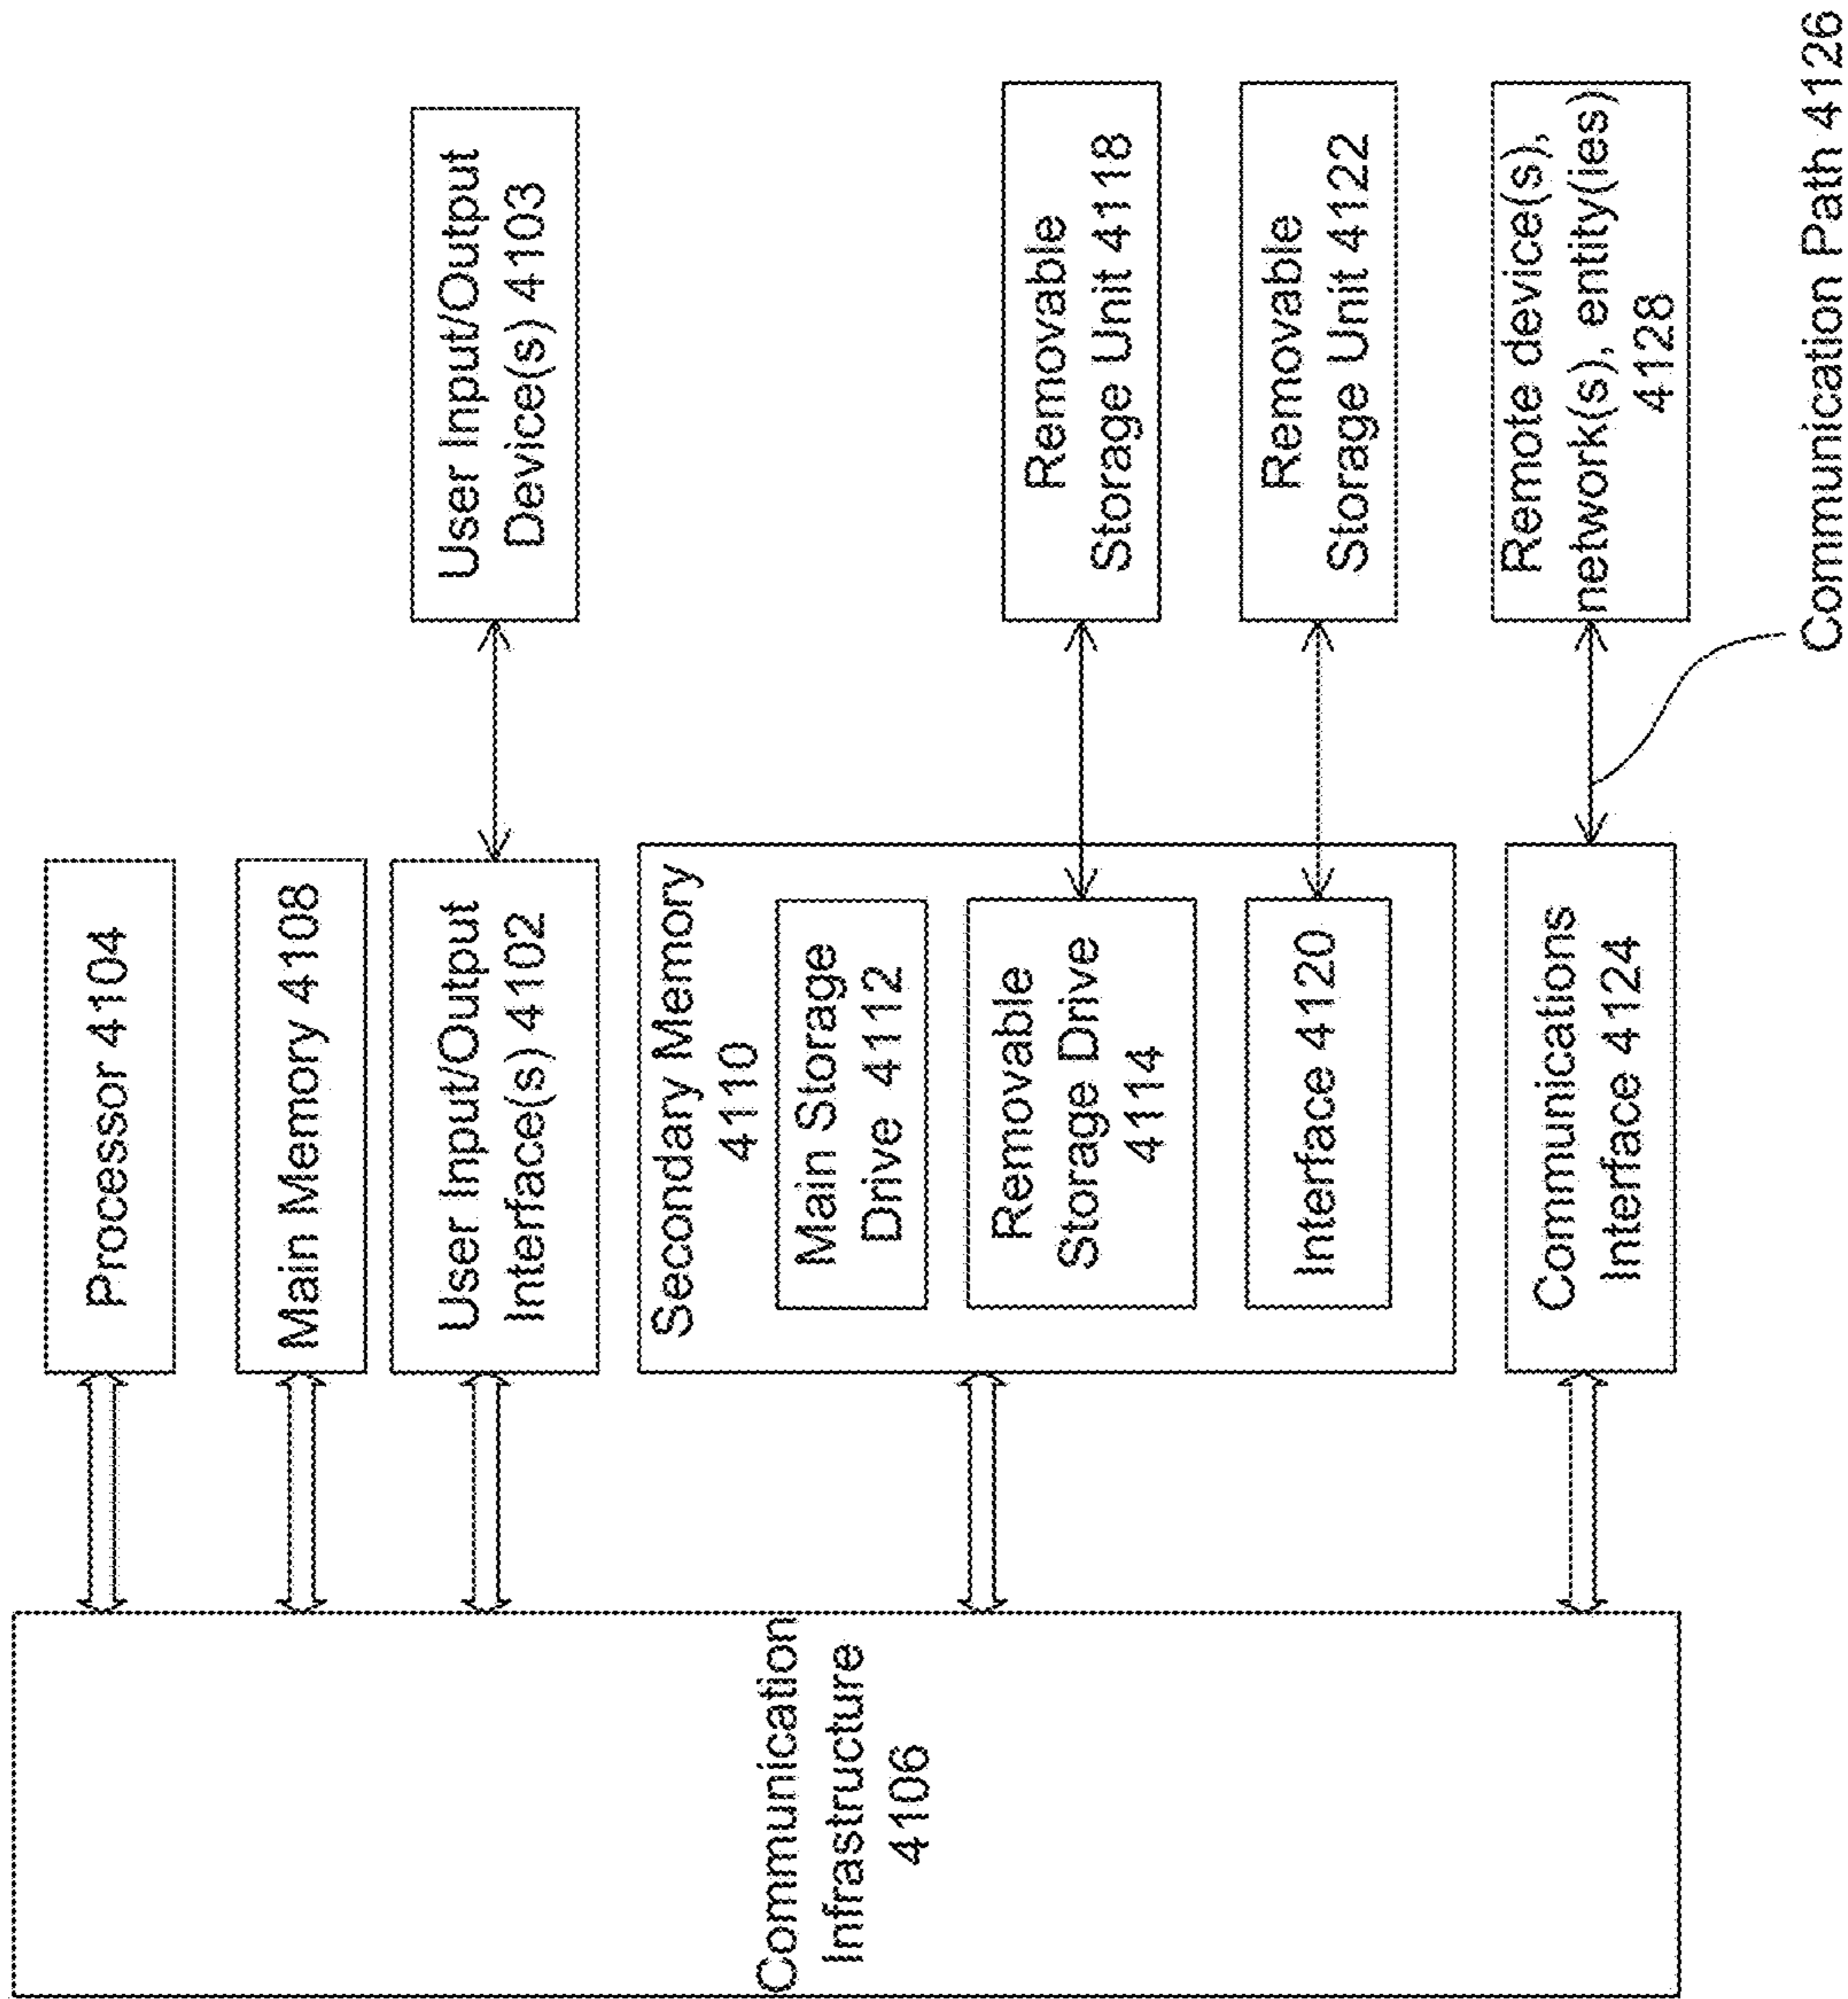 Processor 4104
Main Memory 4108
User Input/Output
Interface(s) 4102
User Input/Output
Device(s) 4103
Secondary Memory
4110
Main Storage
Drive 4112
Removable
Storage Drive
4114
Interface 4120
Removable
Storage Unit 4118
Removable
Storage Unit 4122
Communications
Interface 4124
Remote device(s),
network(s), entity(ies)
4128
Communication Path 4126
Communication
Infrastructure
4106